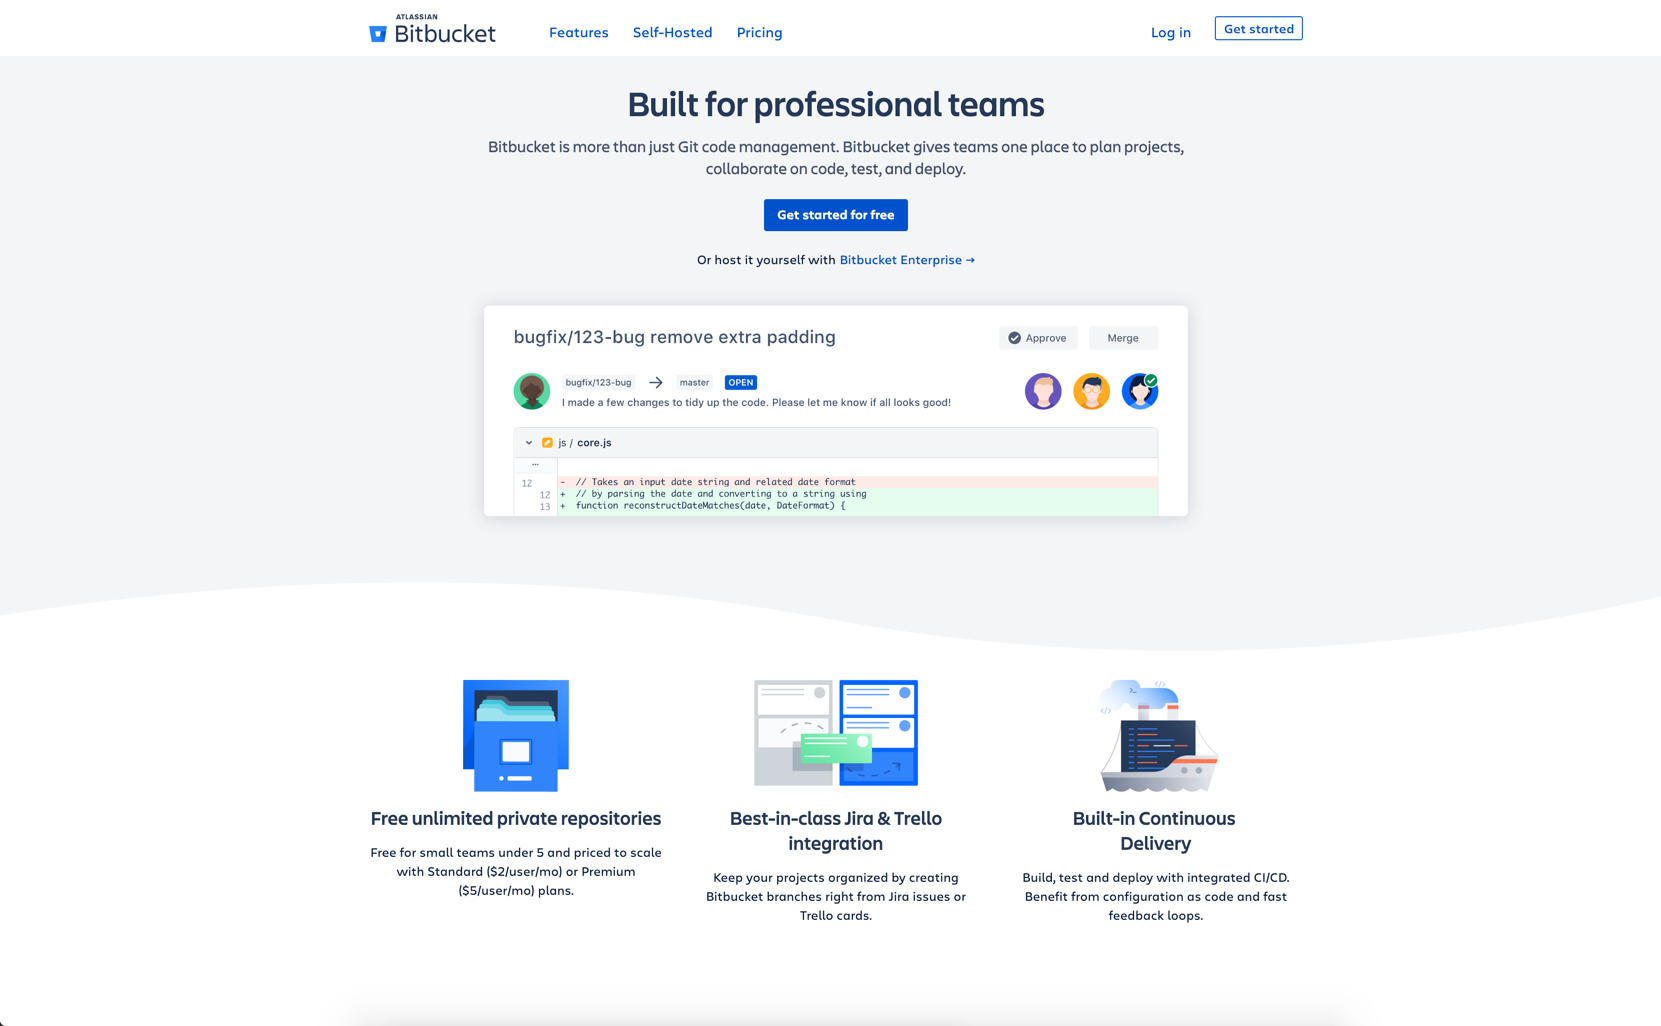 ATLASSIAN
Bitbucket
Features
Self-Hosted
Pricing
Log in
Get started
Built for professional teams
Bitbucket is more than just Git code management. Bitbucket gives teams one place to plan projects,
collaborate on code, test, and deploy.
Get started for free
Or host it yourself with Bitbucket Enterprise →
bugfix/123-bug remove extra padding
Approve
Merge
bugfix/123-bug → master OPEN
I made a few changes to tidy up the code. Please let me know if all looks good!
js / core.js
...
12 - // Takes an input date string and related date format
12 + // by parsing the date and converting to a string using
13 + function reconstructDateMatches(date, DateFormat) {
Free unlimited private repositories
Free for small teams under 5 and priced to scale
with Standard ($2/user/mo) or Premium
($5/user/mo) plans.
Best-in-class Jira & Trello
integration
Keep your projects organized by creating
Bitbucket branches right from Jira issues or
Trello cards.
</>
>_
</>
Built-in Continuous
Delivery
Build, test and deploy with integrated CI/CD.
Benefit from configuration as code and fast
feedback loops.